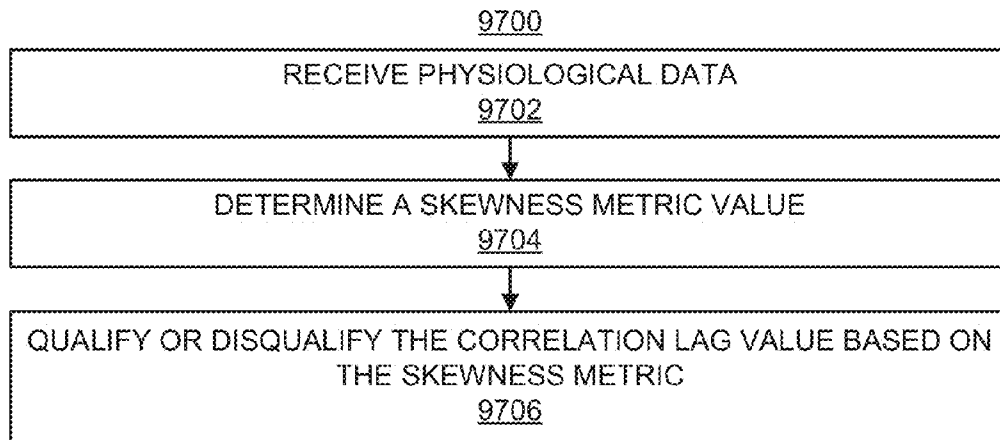 9700
RECEIVE PHYSIOLOGICAL DATA
9702
DETERMINE A SKEWNESS METRIC VALUE
9704
QUALIFY OR DISQUALIFY THE CORRELATION LAG VALUE BASED ON
THE SKEWNESS METRIC
9706